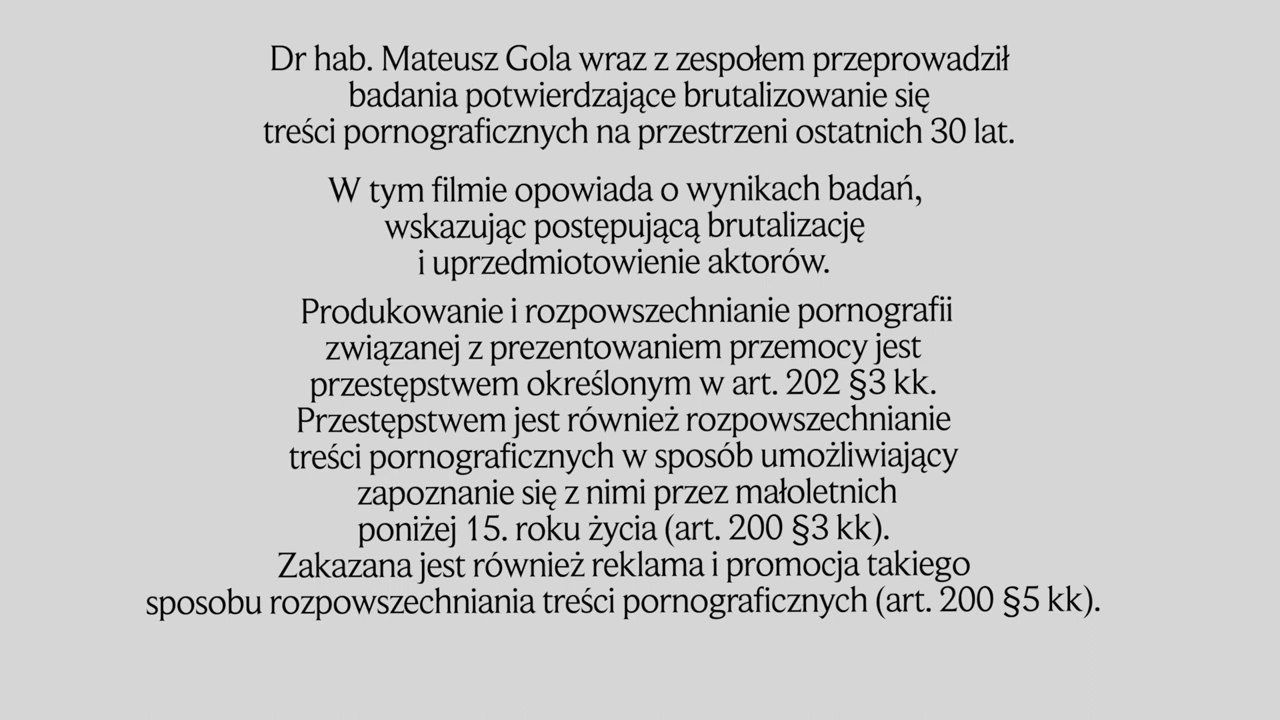 Dr hab. Mateusz Gola wraz z zespołem przeprowadził
badania potwierdzające brutalizowanie się
treści pornograficznych na przestrzeni ostatnich 30 lat.
W tym filmie opowiada o wynikach badań,
wskazując postępującą brutalizację
i uprzedmiotowienie aktorów.
Produkowanie i rozpowszechnianie pornografii
związanej z prezentowaniem przemocy jest
przestępstwem określonym w art. 202 §3 kk.
Przestępstwem jest również rozpowszechnianie
treści pornograficznych w sposób umożliwiający
zapoznanie się z nimi przez małoletnich
poniżej 15. roku życia (art. 200 §3 kk).
Zakazana jest również reklama i promocja takiego
sposobu rozpowszechniania treści pornograficznych (art. 200 §5 kk).